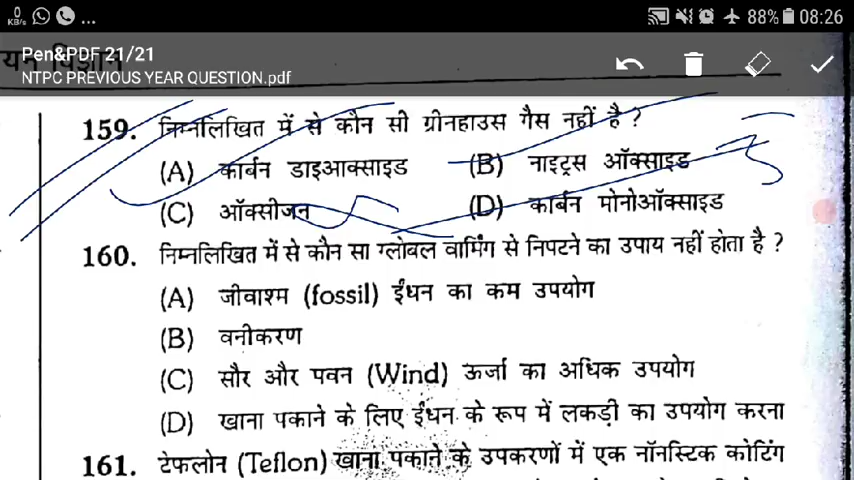 0 KB/s ... 88% 08:26
Pen&PDF 21/21
NTPC PREVIOUS YEAR QUESTION.pdf
159. निम्नलिखित में से कौन सी ग्रीनहाउस गैस नहीं है ?
(A) कार्बन डाइआक्साइड (B) नाइट्रस ऑक्साइड
(C) ऑक्सीजन (D) कार्बन मोनोऑक्साइड
160. निम्नलिखित में से कौन सा ग्लोबल वार्मिंग से निपटने का उपाय नहीं होता है ?
(A) जीवाश्म (fossil) ईंधन का कम उपयोग
(B) वनीकरण
(C) सौर और पवन (Wind) ऊर्जा का अधिक उपयोग
(D) खाना पकाने के लिए ईंधन के रूप में लकड़ी का उपयोग करना
161. टेफलोन (Teflon) खाना पकाने के उपकरणों में एक नॉनस्टिक कोटिंग